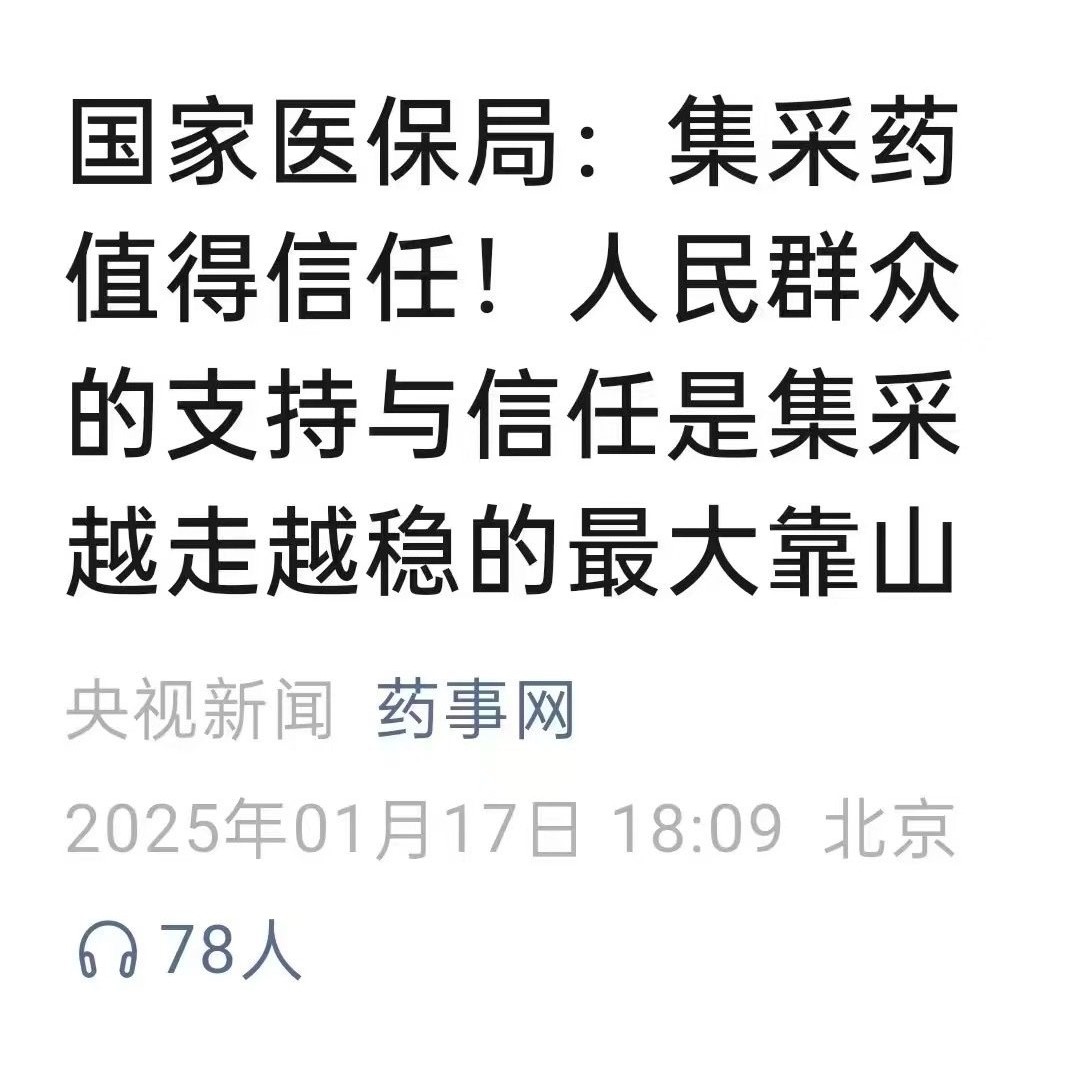 国家医保局：集采药
值得信任！人民群众
的支持与信任是集采
越走越稳的最大靠山
央视新闻 药事网
2025年01月17日 18:09 北京
78人